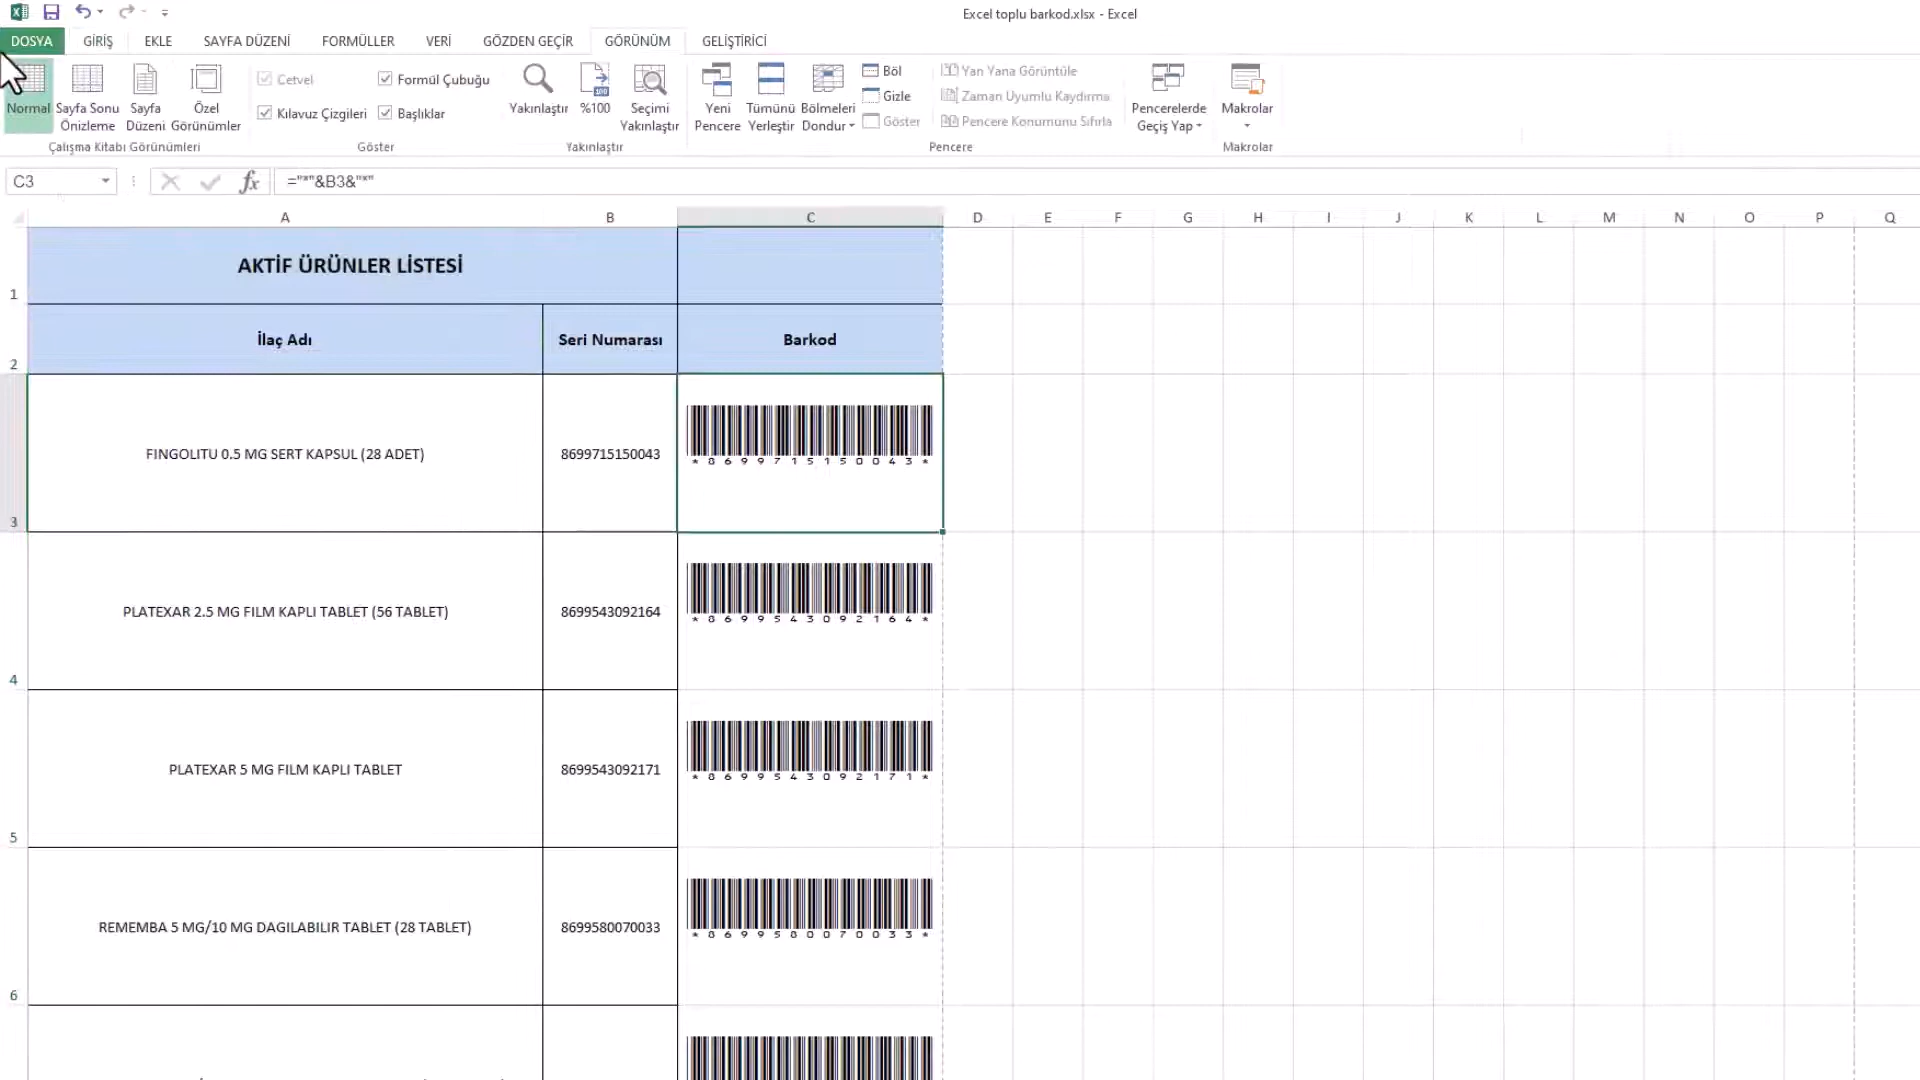 Excel toplu barkod.xlsx - Excel
DOSYA GİRİŞ EKLE SAYFA DÜZENİ FORMÜLLER VERİ GÖZDEN GEÇİR GÖRÜNÜM GELİŞTİRİCİ
Normal Sayfa Sonu Önizleme Sayfa Düzeni Özel Görünümler
Çalışma Kitabı Görünümleri
Cetvel Formül Çubuğu
Kılavuz Çizgileri Başlıklar
Göster
Yakınlaştır %100 Seçimi Yakınlaştır
Yakınlaştır
Yeni Pencere Tümünü Yerleştir Bölmeleri Dondur
Böl
Gizle
Göster
Yan Yana Görüntüle
Zaman Uyumlu Kaydırma
Pencere Konumunu Sıfırla
Pencerelerde Geçiş Yap
Pencere
Makrolar
Makrolar
C3 fx ="*"&B3&"*"
A B C D E F G H I J K L M N O P Q
1 AKTİF ÜRÜNLER LİSTESİ
2 İlaç Adı Seri Numarası Barkod
3 FINGOLITU 0.5 MG SERT KAPSUL (28 ADET) 8699715150043 *8699715150043*
4 PLATEXAR 2.5 MG FILM KAPLI TABLET (56 TABLET) 8699543092164 *8699543092164*
5 PLATEXAR 5 MG FILM KAPLI TABLET 8699543092171 *8699543092171*
6 REMEMBA 5 MG/10 MG DAGILABILIR TABLET (28 TABLET) 8699580070033 *8699580070033*